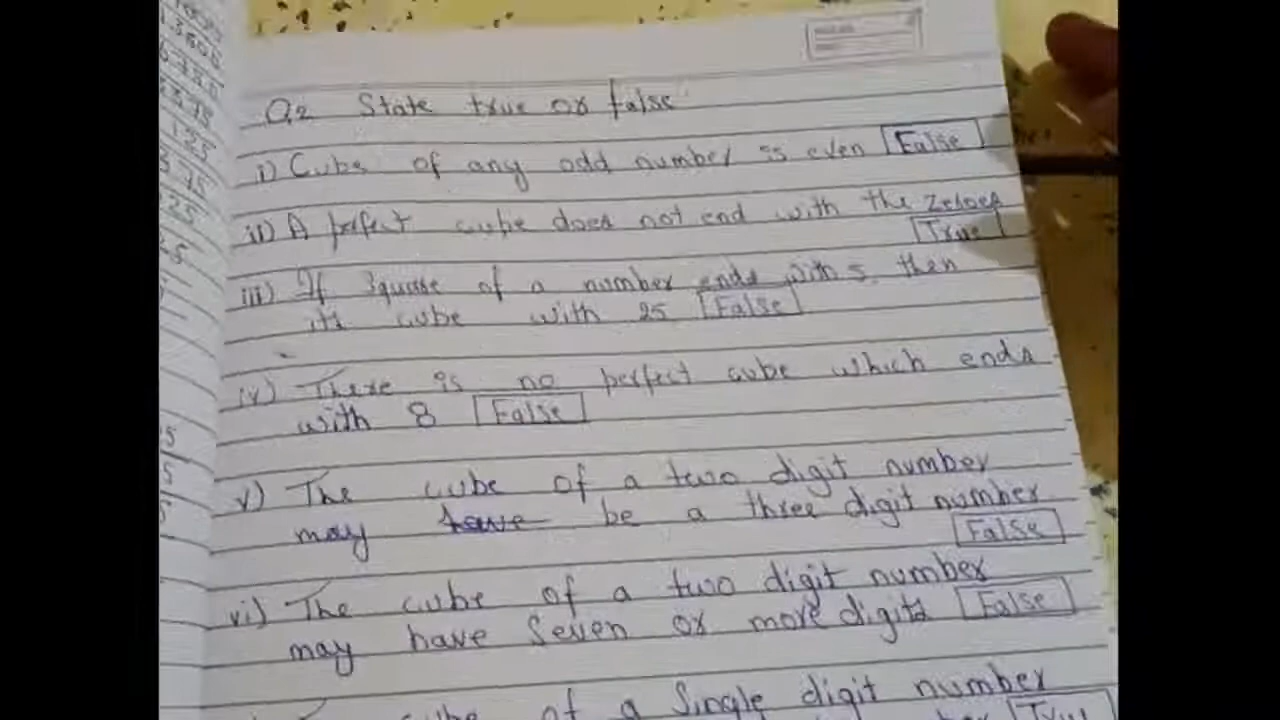 Q2 State true or false
i) Cube of any odd number is even False
ii) A perfect cube does not end with the zeroes
True
iii) If square of a number ends with 5, then
its cube with 25 False
iv) There is no perfect cube which ends
with 8 False
v) The cube of a two digit number
may have be a three digit number
False
vi) The cube of a two digit number
may have seven or more digits False
cube of a Single digit number
True